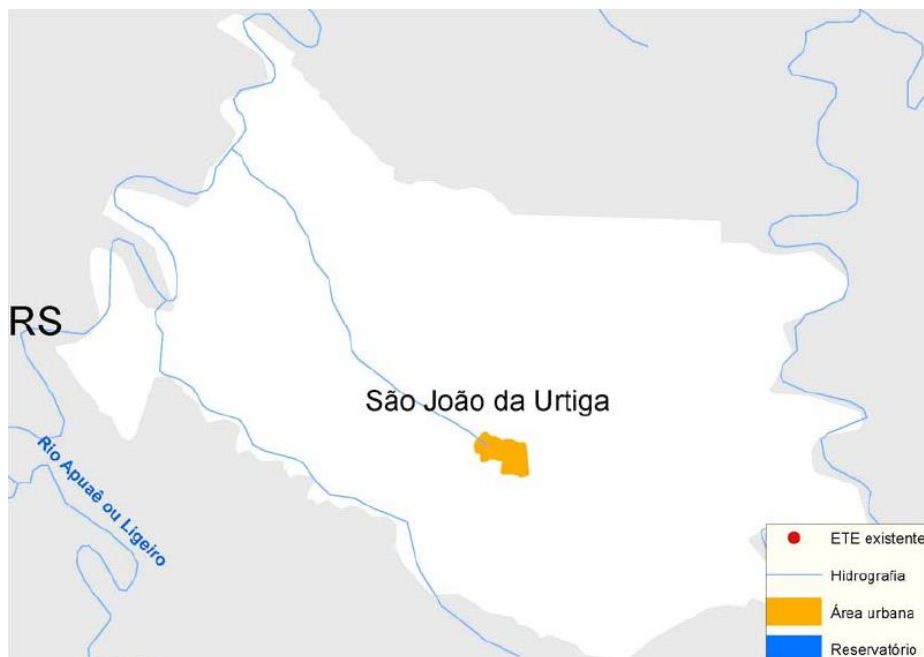 RS
São João da Urtiga
Rio Apuaê ou Ligeiro
ETE existente
Hidrografia
Área urbana
Reservatório